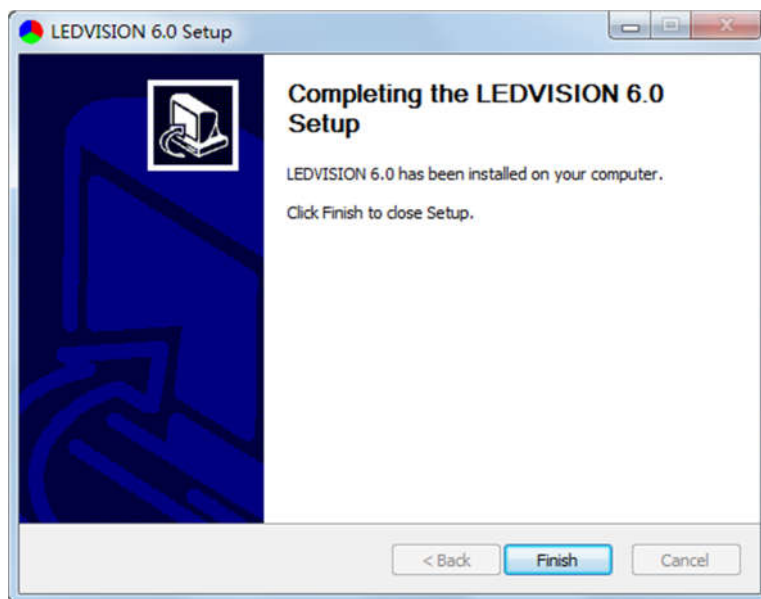 LEDVISION 6.0 Setup
Completing the LEDVISION 6.0
Setup
LEDVISION 6.0 has been installed on your computer.
Click Finish to close Setup.
< Back
Finish
Cancel